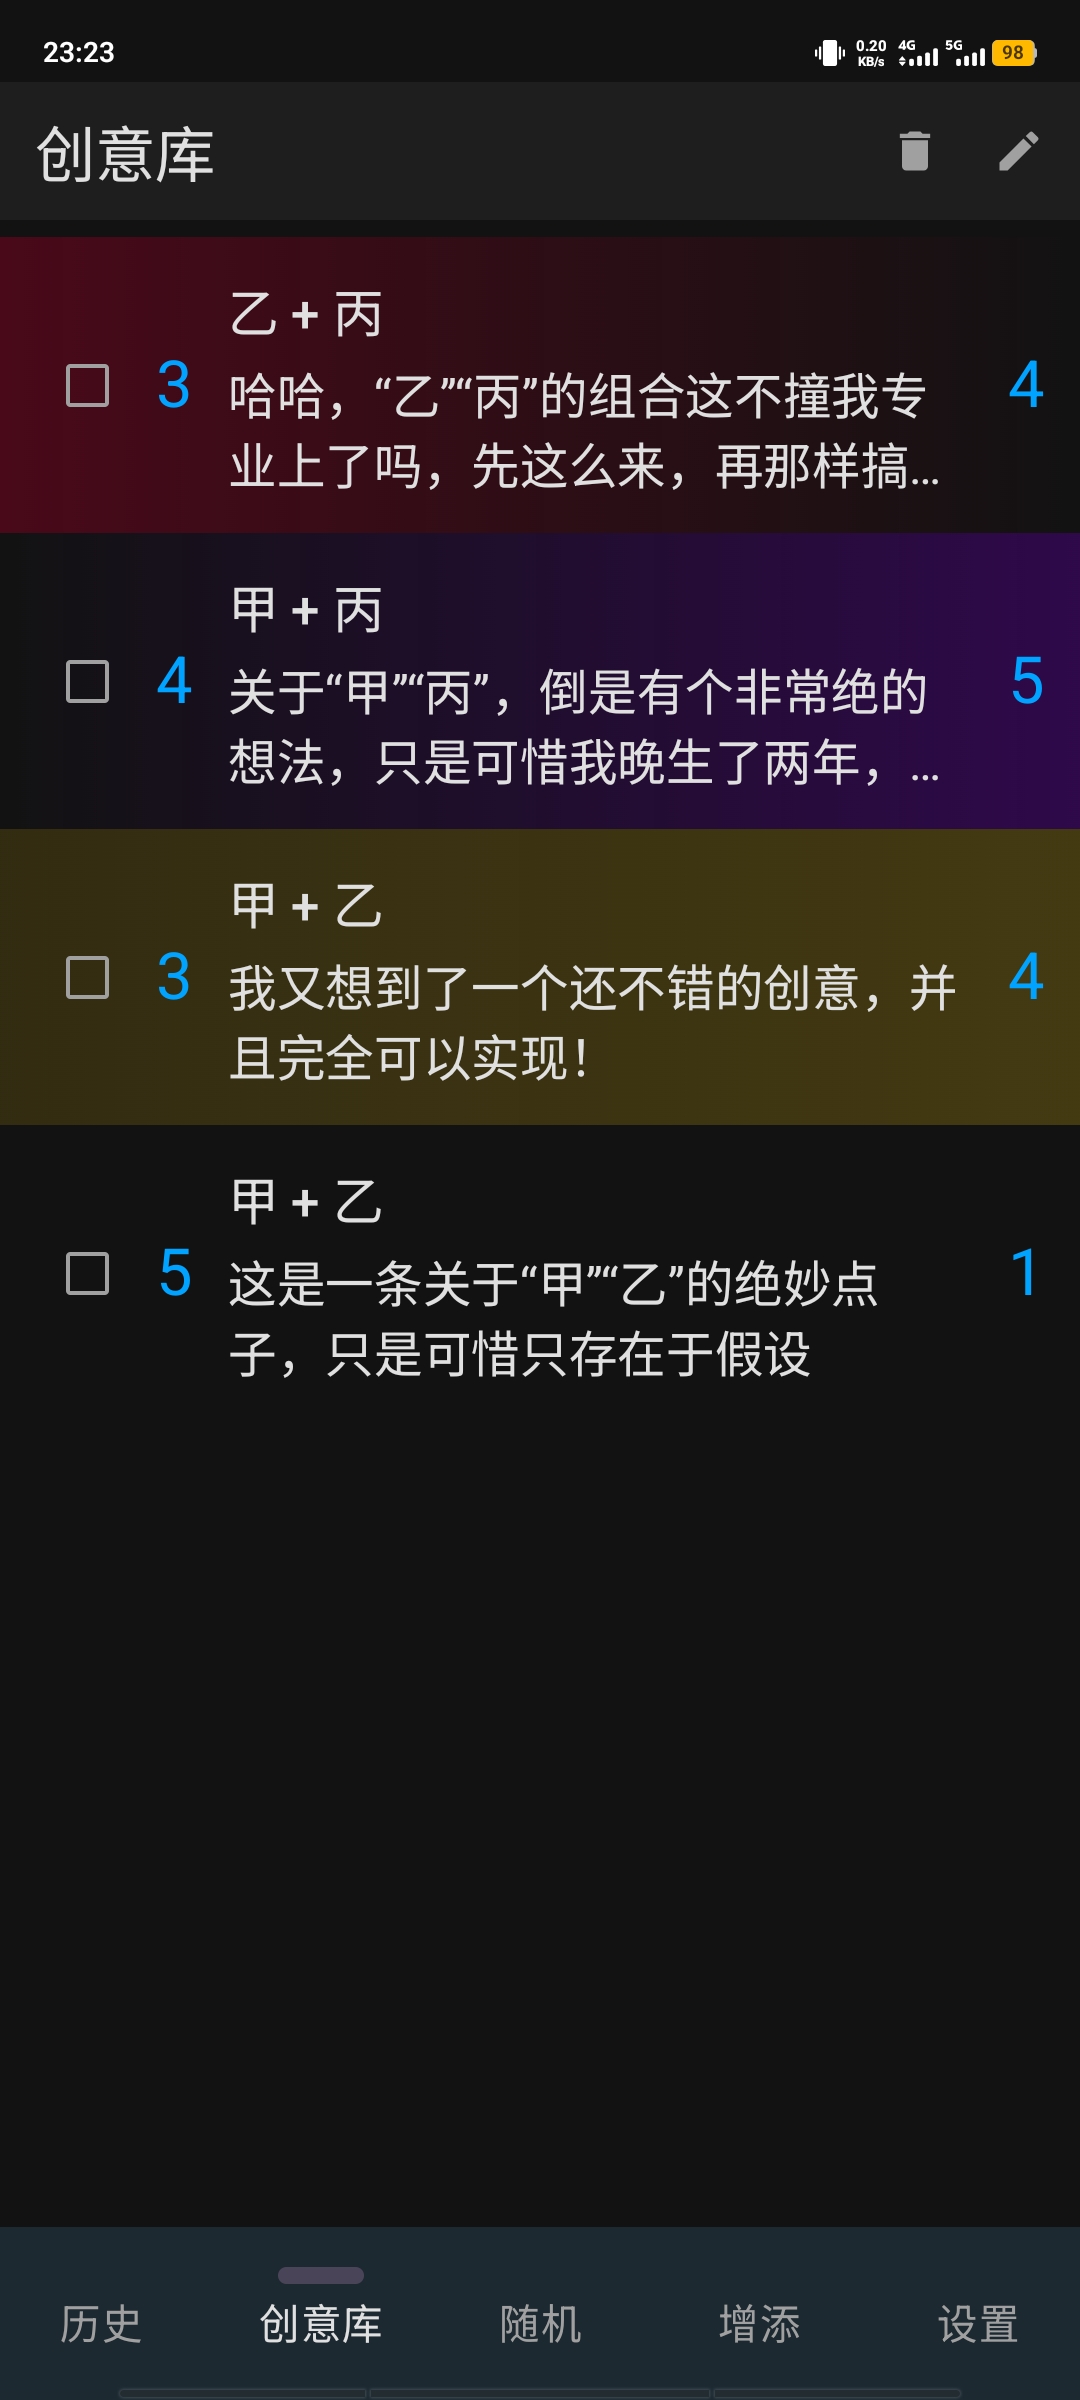 23:23
0.20
KB/s
4G
5G
98
创意库
乙 + 丙
3
哈哈，“乙”“丙”的组合这不撞我专
业上了吗，先这么来，再那样搞...
4
甲 + 丙
4
关于“甲”“丙”，倒是有个非常绝的
想法，只是可惜我晚生了两年，...
5
甲 + 乙
3
我又想到了一个还不错的创意，并
且完全可以实现！
4
甲 + 乙
5
这是一条关于“甲”“乙”的绝妙点
子，只是可惜只存在于假设
1
历史
创意库
随机
增添
设置